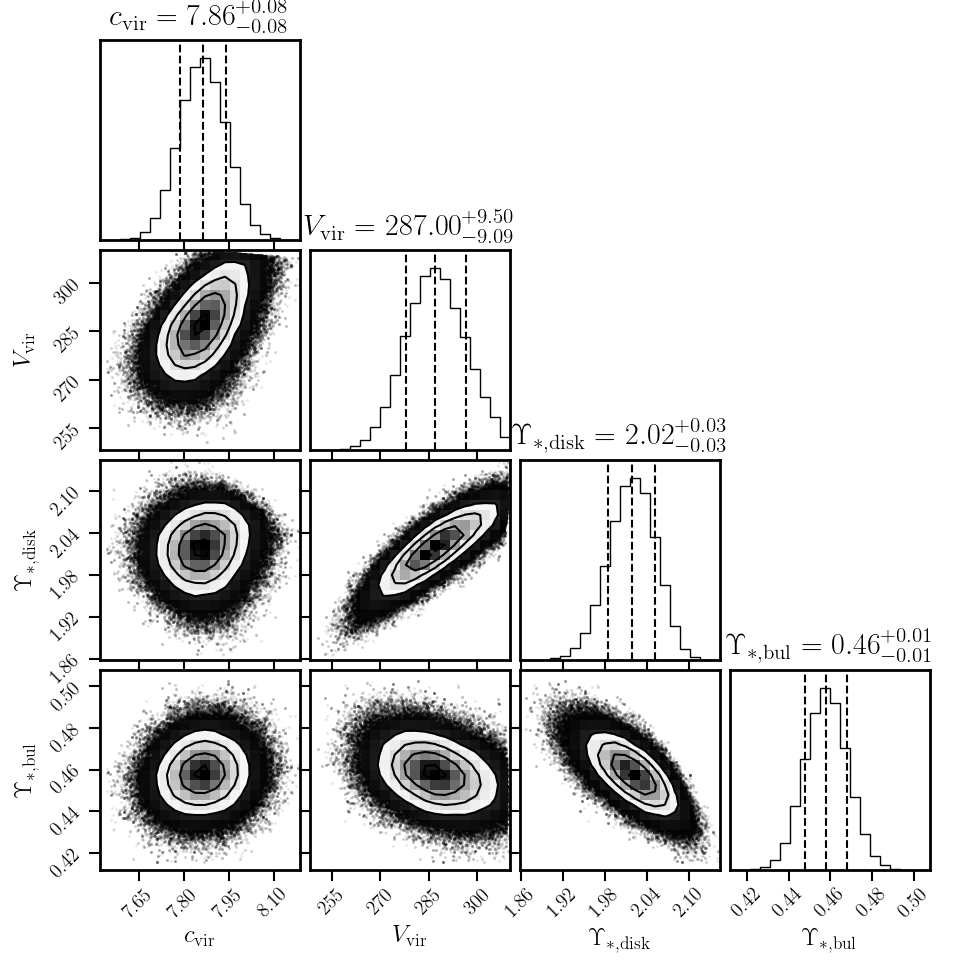 c_vir = 7.86^{+0.08}_{-0.08}
V_vir = 287.00^{+9.50}_{-9.09}
V_vir
300
285
270
255
Υ_{*,disk} = 2.02^{+0.03}_{-0.03}
Υ_{*,disk}
2.10
2.04
1.98
1.92
1.86
Υ_{*,bul} = 0.46^{+0.01}_{-0.01}
Υ_{*,bul}
0.50
0.48
0.46
0.44
0.42
7.65 7.80 7.95 8.10
255 270 285 300
1.86 1.92 1.98 2.04 2.10
0.42 0.44 0.46 0.48 0.50
c_vir V_vir Υ_{*,disk} Υ_{*,bul}